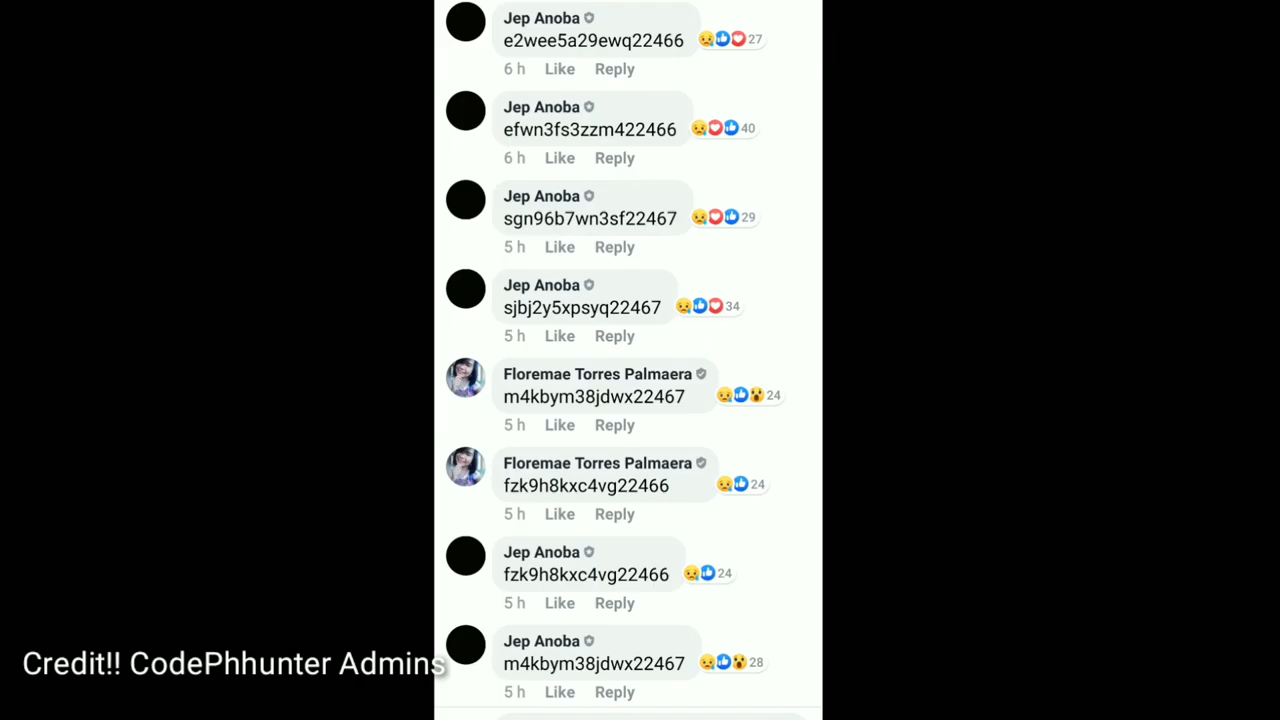 Jep Anoba
e2wee5a29ewq22466
27
6 h Like Reply
Jep Anoba
efwn3fs3zzm422466
40
6 h Like Reply
Jep Anoba
sgn96b7wn3sf22467
29
5 h Like Reply
Jep Anoba
sjbj2y5xpsyq22467
34
5 h Like Reply
Floremae Torres Palmaera
m4kbym38jdwx22467
24
5 h Like Reply
Floremae Torres Palmaera
fzk9h8kxc4vg22466
24
5 h Like Reply
Jep Anoba
fzk9h8kxc4vg22466
24
5 h Like Reply
Jep Anoba
m4kbym38jdwx22467
28
5 h Like Reply
Credit!! CodePhhunter Admins